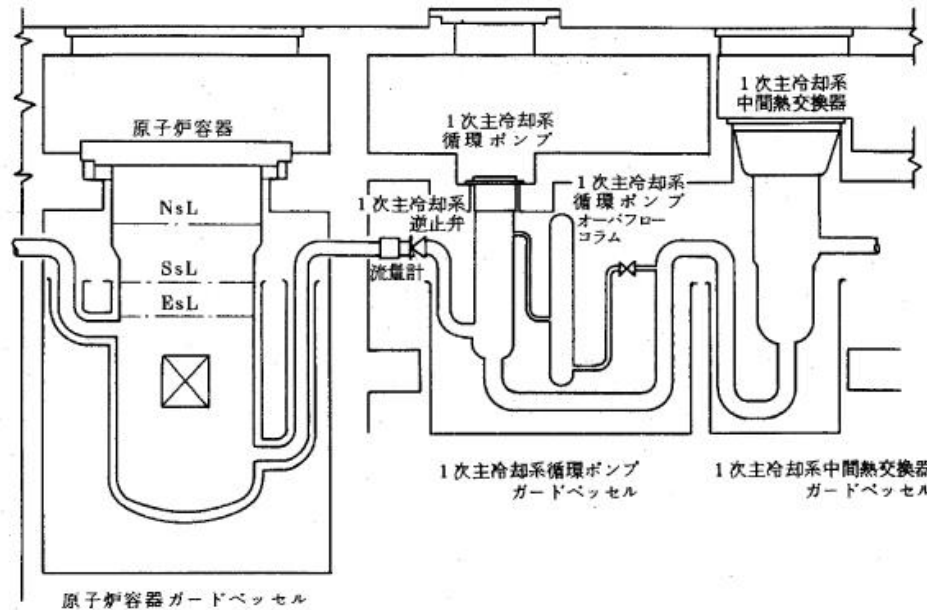 原子炉容器
1次主冷却系
循環ポンプ
1次主冷却系
中間熱交換器
1次主冷却系
逆止弁
1次主冷却系
循環ポンプ
オーバフロー
コラム
流量計
NsL
SsL
EsL
1次主冷却系循環ポンプ
ガードベッセル
1次主冷却系中間熱交換器
ガードベッセル
原子炉容器ガードベッセル